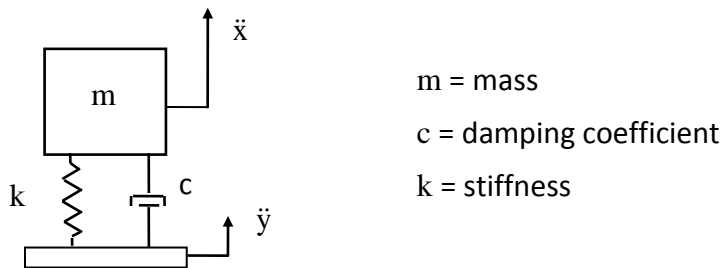 ẍ
m
m = mass
c = damping coefficient
k = stiffness
k
c
ÿ